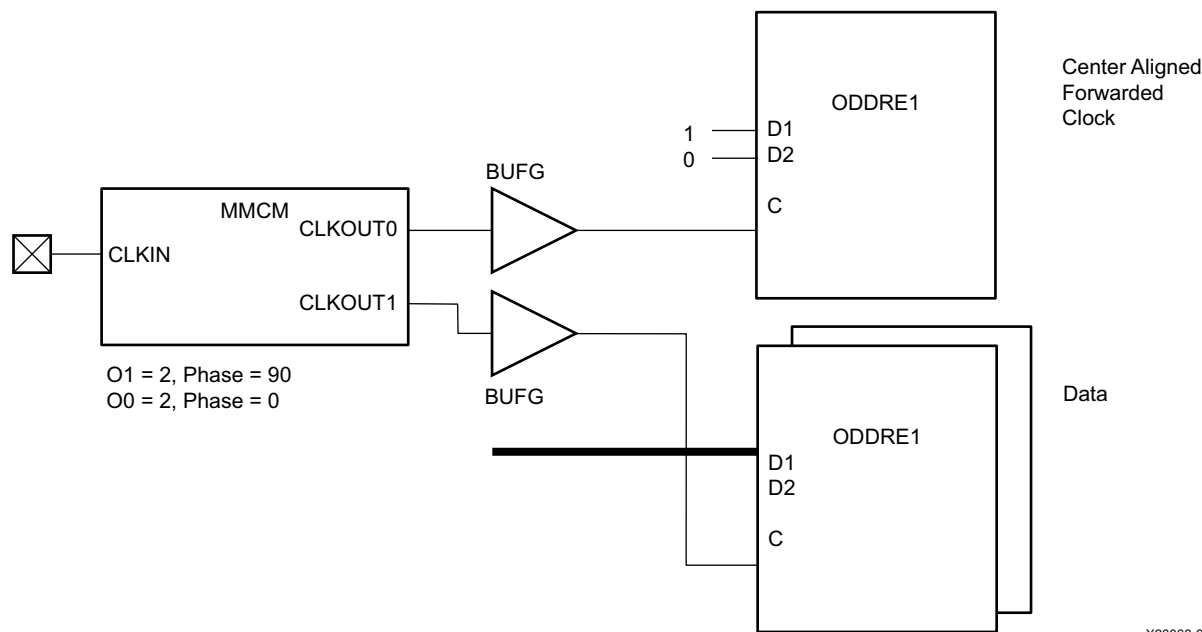 Center Aligned
Forwarded
Clock
ODDRE1
1
D1
0
D2
C
BUFG
MMCM
CLKOUT0
CLKIN
CLKOUT1
O1 = 2, Phase = 90
O0 = 2, Phase = 0
BUFG
Data
ODDRE1
D1
D2
C